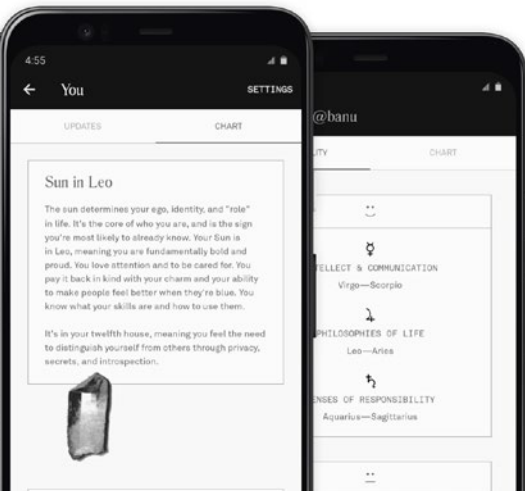 4:55
You
SETTINGS
UPDATES
CHART
Sun in Leo
The sun determines your ego, identity, and "role"
in life. It's the core of who you are, and is the sign
you're most likely to already know. Your Sun is
in Leo, meaning you are fundamentally bold and
proud. You love attention and to be cared for. You
pay it back in kind with your charm and your ability
to make people feel better when they're blue. You
know what your skills are and how to use them.
It's in your twelfth house, meaning you feel the need
to distinguish yourself from others through privacy,
secrets, and introspection.
@banu
LITY
CHART
TELLECT & COMMUNICATION
Virgo—Scorpio
PHILOSOPHIES OF LIFE
Leo—Aries
ENSES OF RESPONSIBILITY
Aquarius—Sagittarius